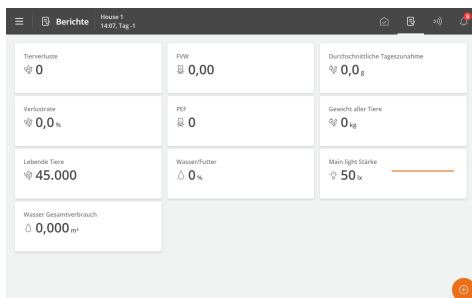 Berichte
House 1
14:07, Tag -1
5
Tierverluste
0
FVW
0,00
Durchschnittliche Tageszunahme
0,0 g
Verlustrate
0,0 %
PEF
0
Gewicht aller Tiere
0 kg
Lebende Tiere
45.000
Wasser/Futter
0 %
Main light Stärke
50 lx
Wasser Gesamtverbrauch
0,000 m³